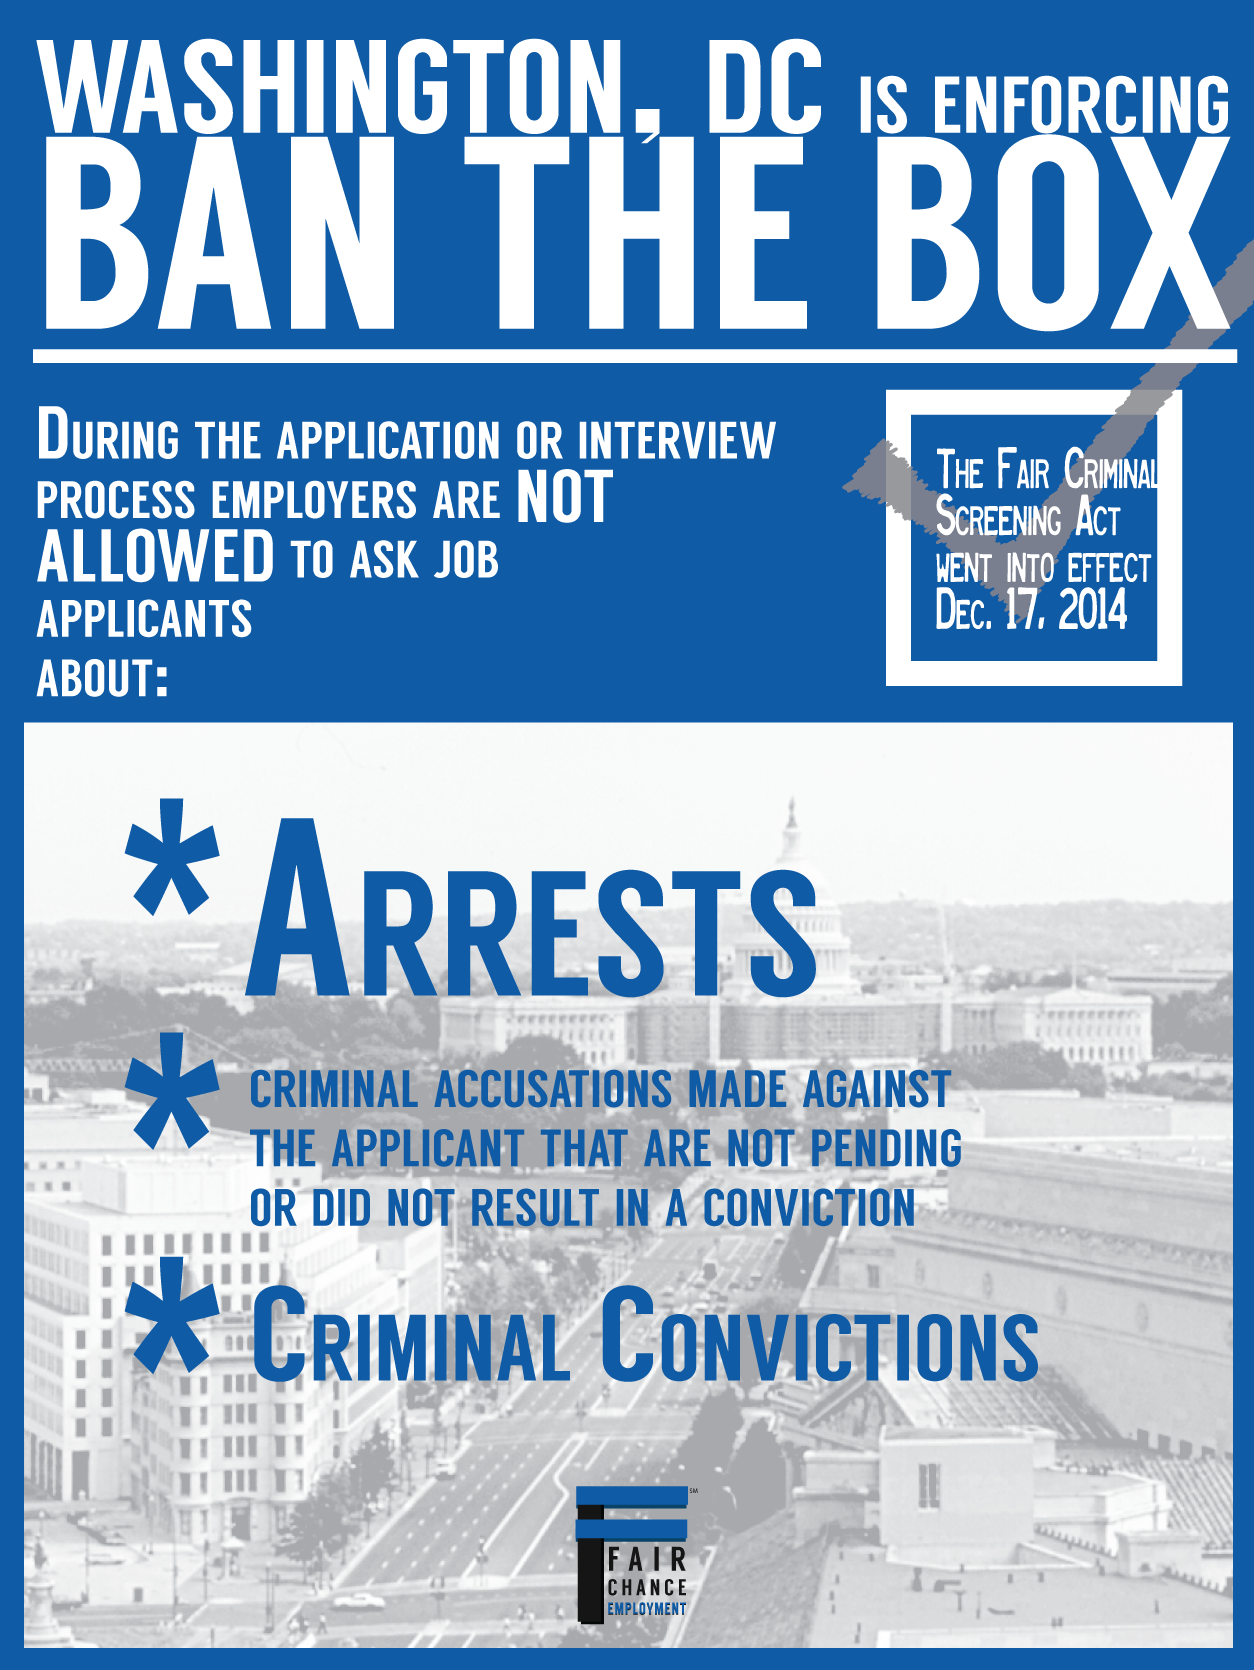 WASHINGTON, DC IS ENFORCING
BAN THE BOX
DURING THE APPLICATION OR INTERVIEW
PROCESS EMPLOYERS ARE NOT
ALLOWED TO ASK JOB
APPLICANTS
ABOUT:
THE FAIR CRIMINAL
SCREENING ACT
WENT INTO EFFECT
DEC. 17, 2014
* ARRESTS
* CRIMINAL ACCUSATIONS MADE AGAINST
THE APPLICANT THAT ARE NOT PENDING
OR DID NOT RESULT IN A CONVICTION
* CRIMINAL CONVICTIONS
SM
FAIR
CHANCE
EMPLOYMENT